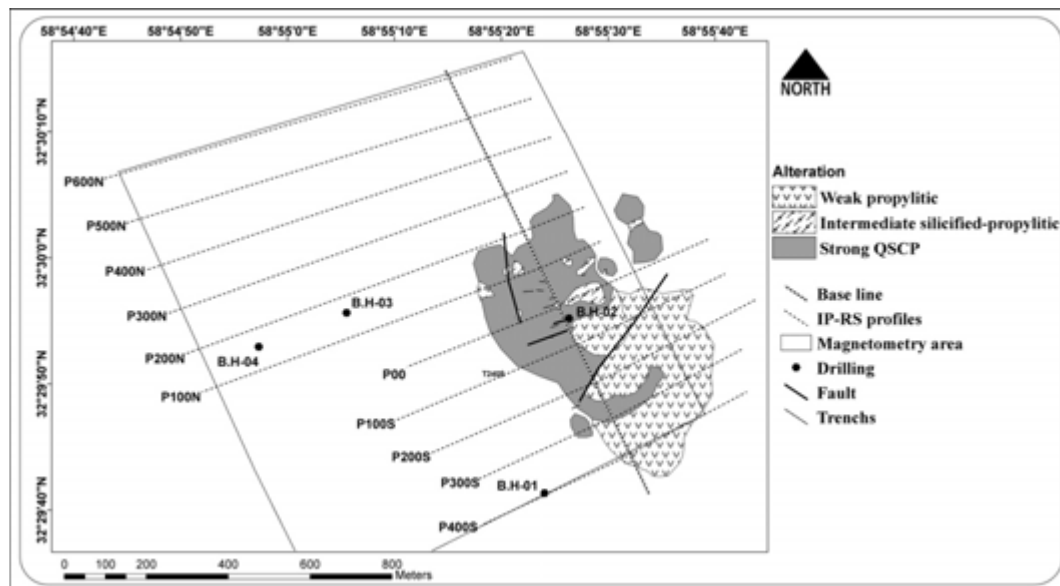 58°54'40"E 58°54'50"E 58°55'0"E 58°55'10"E 58°55'20"E 58°55'30"E 58°55'40"E
32°30'10"N
32°30'0"N
32°29'50"N
32°29'40"N
P600N
P500N
P400N
P300N
P200N
P100N
P00
P100S
P200S
P300S
P400S
B.H-03
B.H-04
B.H-02
B.H-01
NORTH
Alteration
Weak propylitic
Intermediate silicified-propylitic
Strong QSCP
Base line
IP-RS profiles
Magnetometry area
Drilling
Fault
Trenchs
0 100 200 400 600 800
Meters